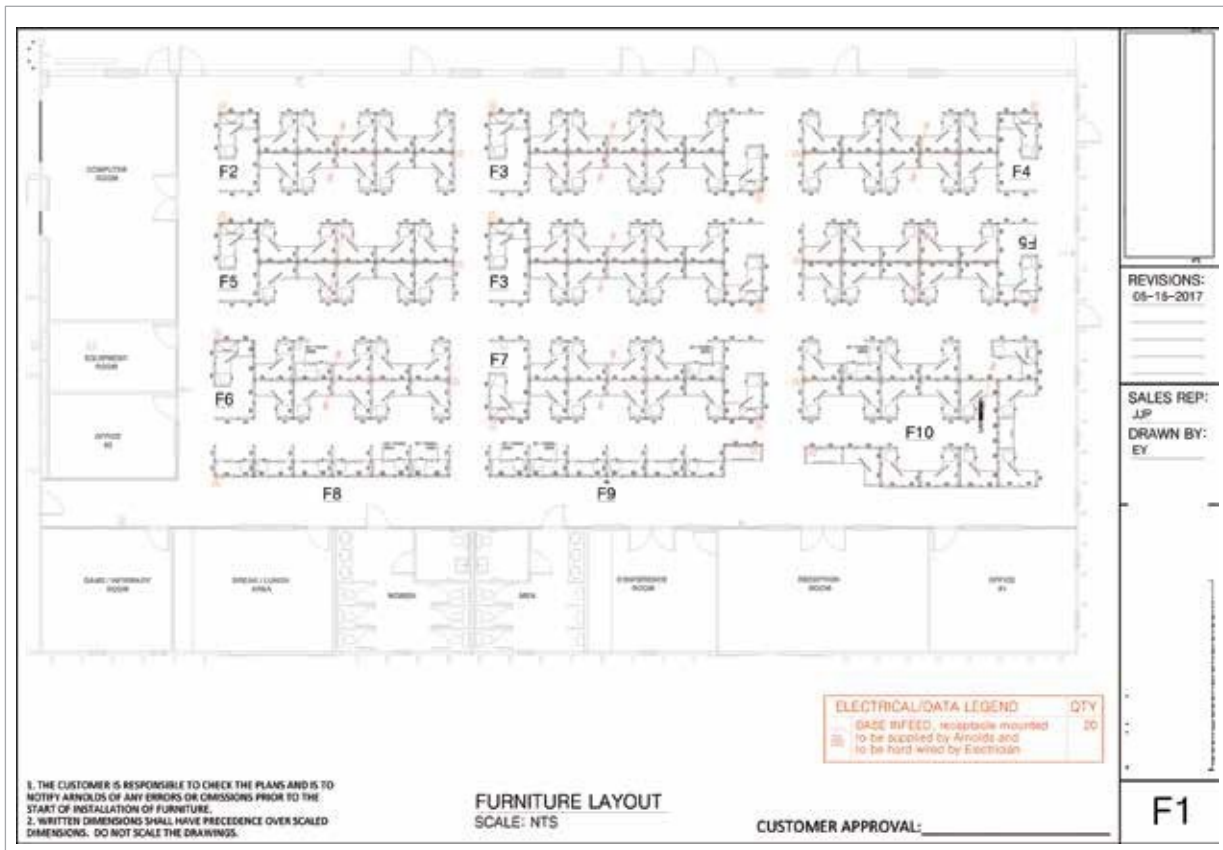 COMPUTER
ROOM
F2
F3
F4
F5
F3
F5
EQUIPMENT
ROOM
F6
F7
F10
OFFICE
F8
F9
BREAK / LUNCH
AREA
WOMEN
MEN
CONFERENCE
ROOM
RECEPTION
ROOM
OFFICE
#1
REVISIONS:
05-15-2017
SALES REP:
JJP
DRAWN BY:
EY
ELECTRICAL/DATA LEGEND QTY
BASE INFEED, receptacle mounted 20
to be supplied by Arnolds and
to be hard wired by Electrician
1. THE CUSTOMER IS RESPONSIBLE TO CHECK THE PLANS AND IS TO
NOTIFY ARNOLDS OF ANY ERRORS OR OMISSIONS PRIOR TO THE
START OF INSTALLATION OF FURNITURE.
2. WRITTEN DIMENSIONS SHALL HAVE PRECEDENCE OVER SCALED
DIMENSIONS. DO NOT SCALE THE DRAWINGS.
FURNITURE LAYOUT
SCALE: NTS
CUSTOMER APPROVAL:
F1